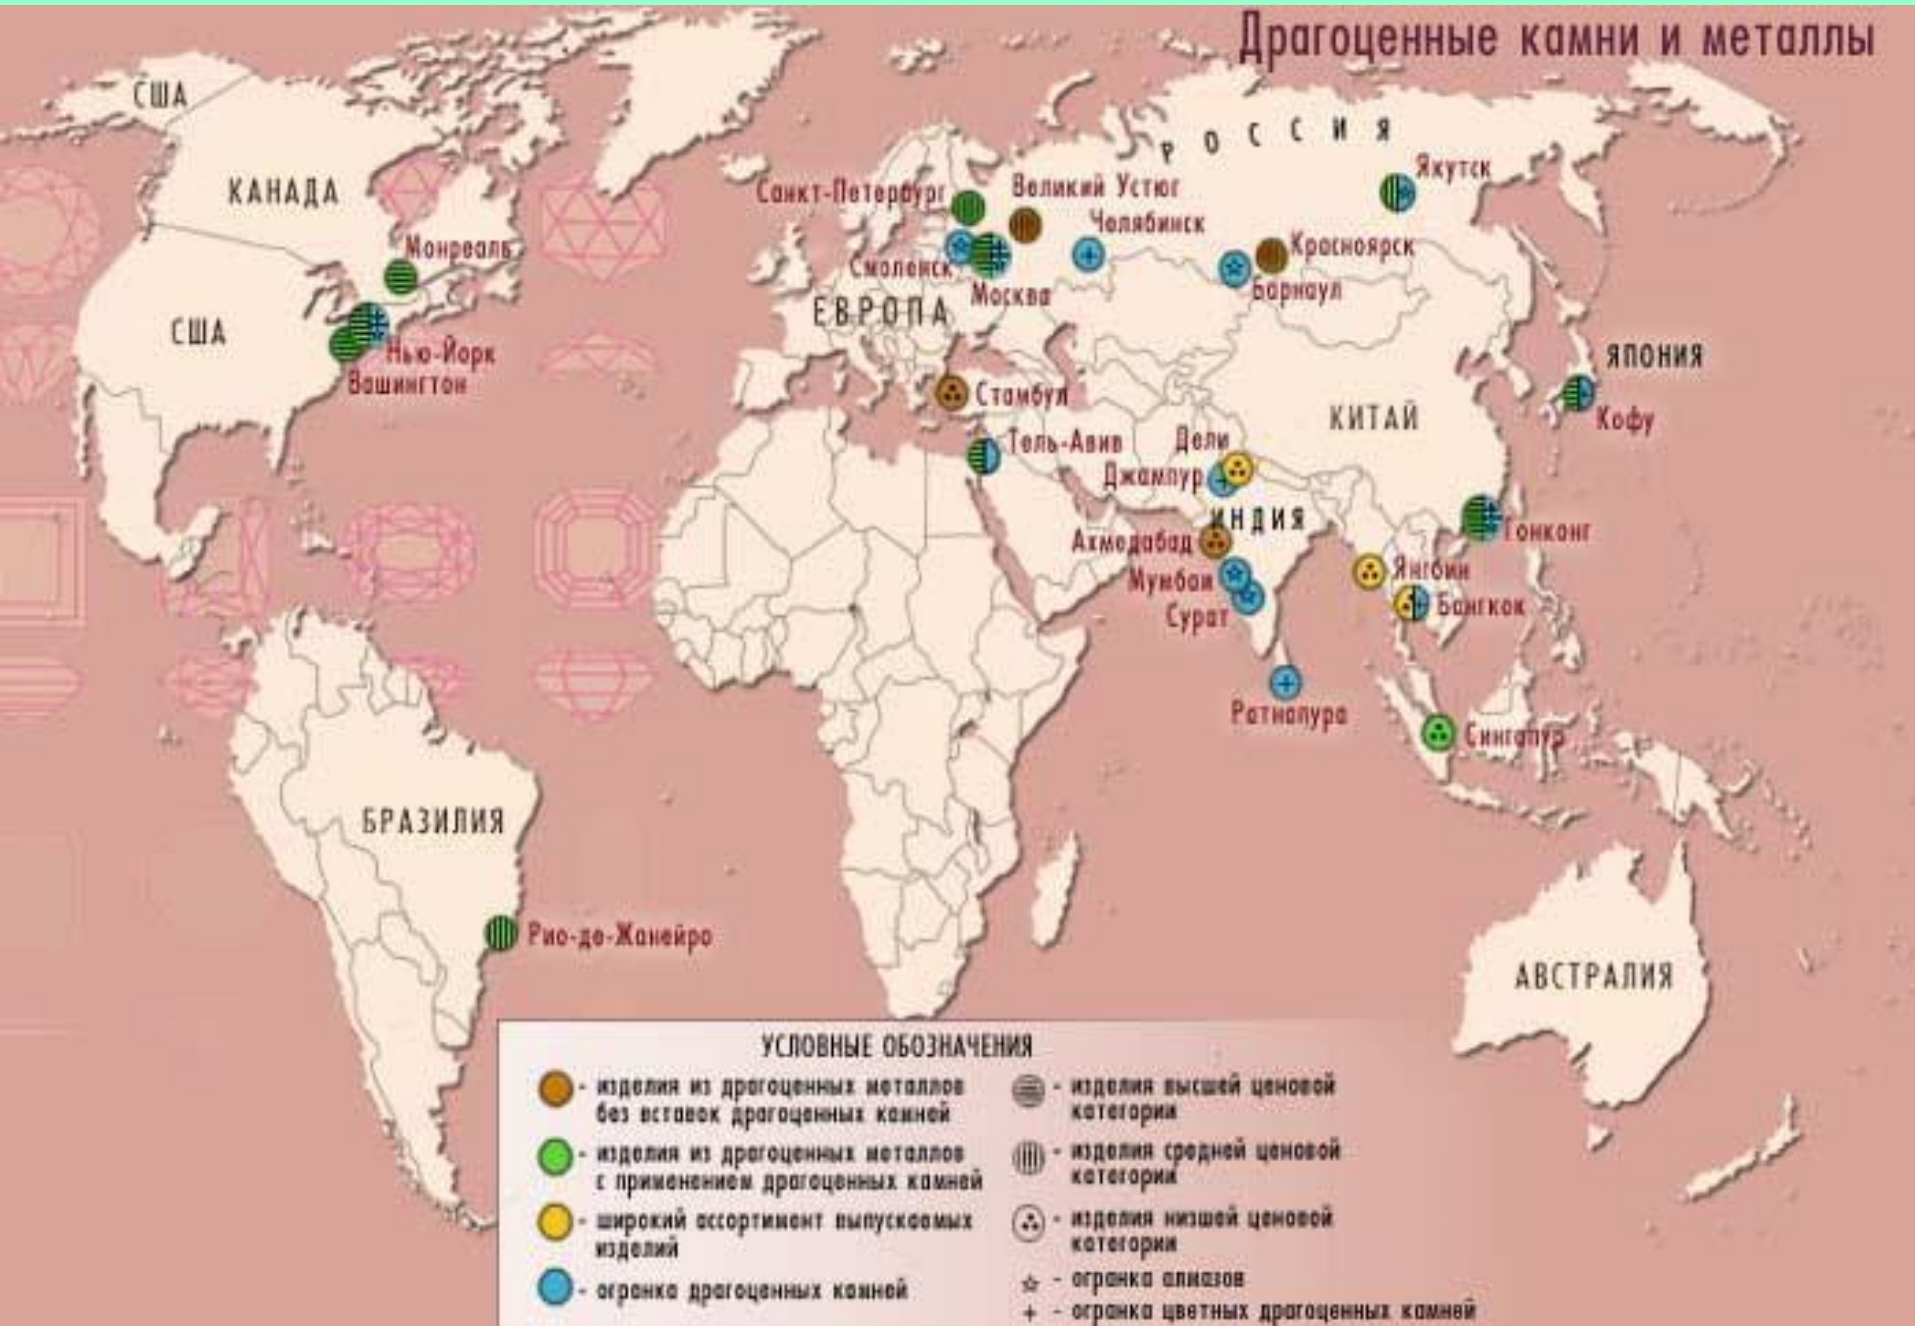 Драгоценные камни и металлы
США
РОССИЯ
КАНАДА
Якутск
Санкт-Петербург
Великий Устюг
Челябинск
Монреаль
Красноярск
Смоленск
Барнаул
Москва
ЕВРОПА
США
Нью-Йорк
Вашингтон
ЯПОНИЯ
Стамбул
КИТАЙ
Кофу
Тель-Авив
Дели
Джампур
ИНДИЯ
Гонконг
Ахмедабад
Мумбаи
Янгбин
Сурат
Бангкок
Ратнапура
Сингапур
БРАЗИЛИЯ
Рио-де-Жанейро
АВСТРАЛИЯ
УСЛОВНЫЕ ОБОЗНАЧЕНИЯ
- изделия из драгоценных металлов
без вставок драгоценных камней
- изделия из драгоценных металлов
с применением драгоценных камней
- широкий ассортимент выпускаемых
изделий
- огранка драгоценных камней
- изделия высшей ценовой
категории
- изделия средней ценовой
категории
- изделия низшей ценовой
категории
- огранка алмазов
+ - огранка цветных драгоценных камней